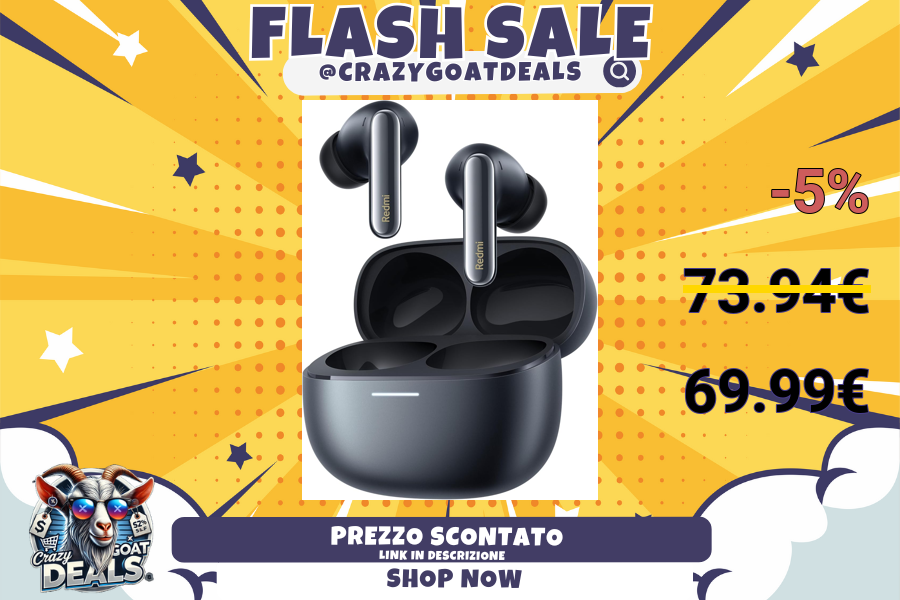 FLASH SALE
@CRAZYGOATDEALS
Redmi
Redmi
-5%
73.94€
69.99€
PREZZO SCONTATO
LINK IN DESCRIZIONE
SHOP NOW
$
Crazy
GOAT
DEALS